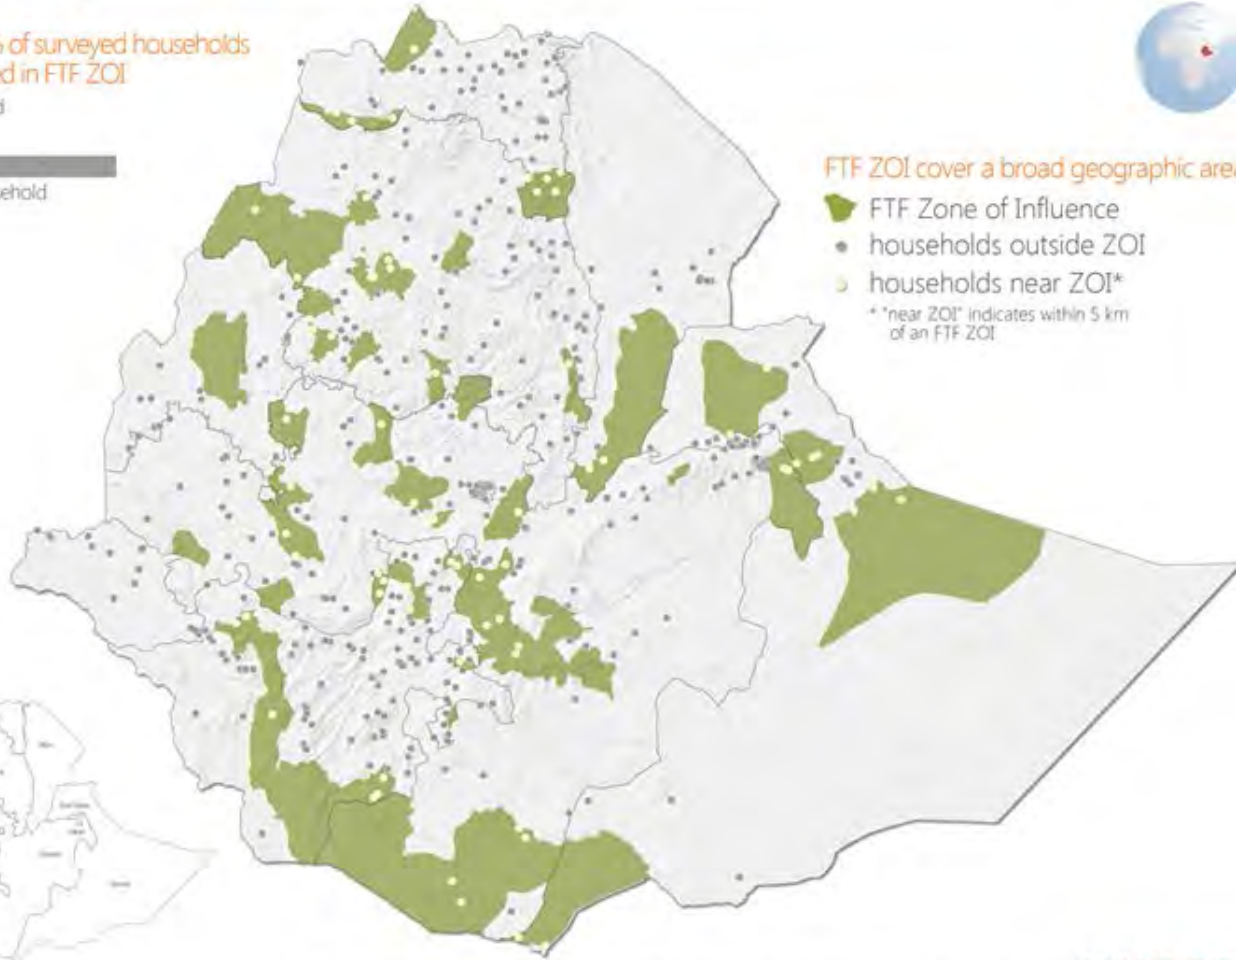 of surveyed households
d in FTF ZOI
d
ehold
FTF ZOI cover a broad geographic are
FTF Zone of Influence
households outside ZOI
households near ZOI*
* "near ZOI" indicates within 5 km
of an FTF ZOI